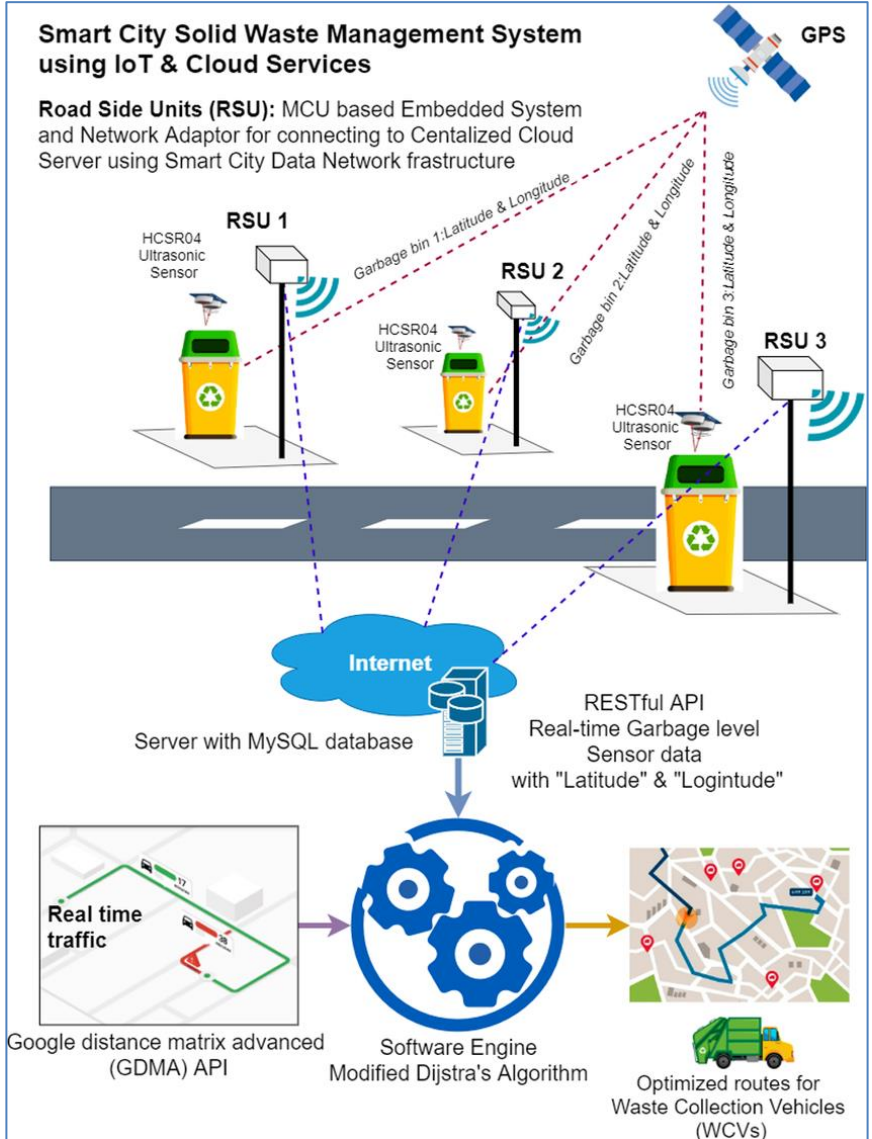 Smart City Solid Waste Management System
using IoT & Cloud Services
GPS
Road Side Units (RSU): MCU based Embedded System
and Network Adaptor for connecting to Centalized Cloud
Server using Smart City Data Network frastructure
RSU 1
HCSR04
Ultrasonic
Sensor
Garbage bin 1:Latitude & Longitude
RSU 2
HCSR04
Ultrasonic
Sensor
Garbage bin 2:Latitude & Longitude
Garbage bin 3:Latitude & Longitude
RSU 3
HCSR04
Ultrasonic
Sensor
Internet
Server with MySQL database
RESTful API
Real-time Garbage level
Sensor data
with "Latitude" & "Logintude"
Real time
traffic
17
Google distance matrix advanced
(GDMA) API
Software Engine
Modified Dijstra's Algorithm
Optimized routes for
Waste Collection Vehicles
(WCVs)